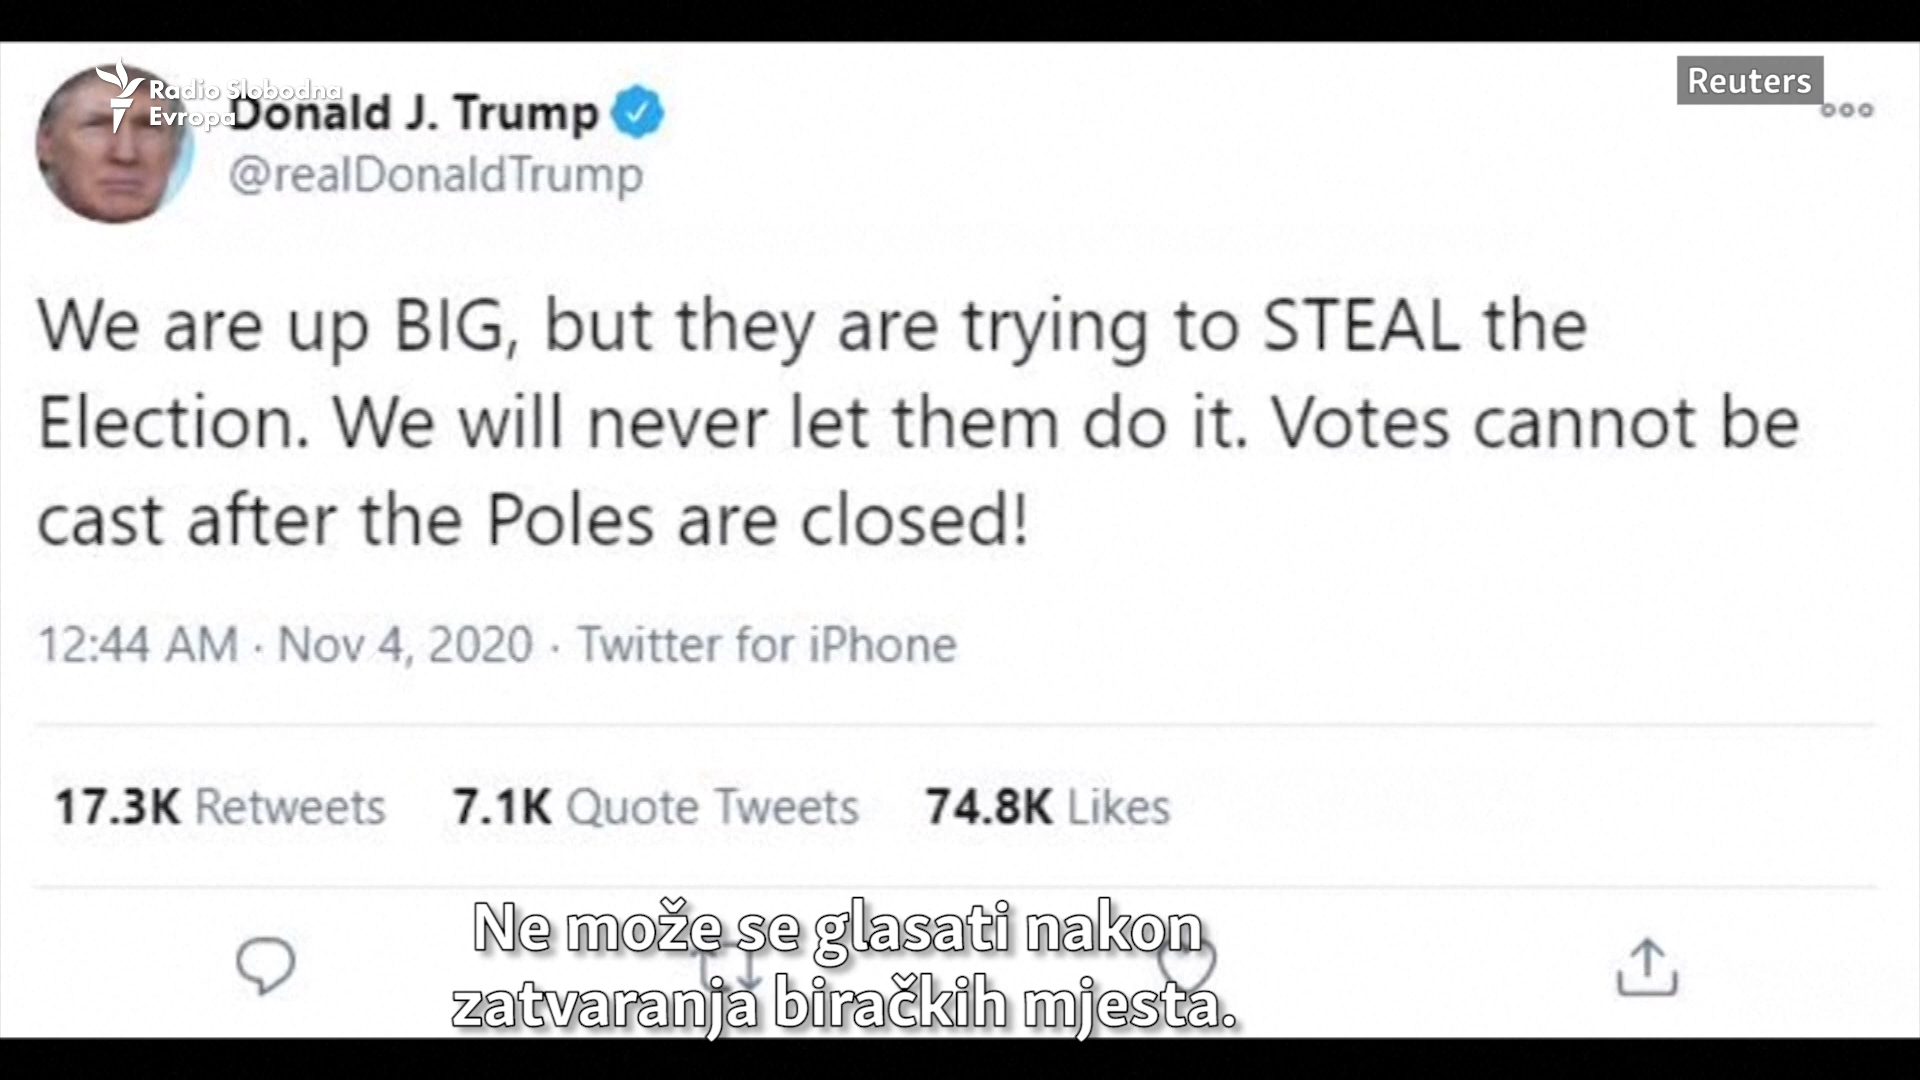 Radio Slobodna
Evropa
Reuters
Donald J. Trump
@realDonaldTrump
We are up BIG, but they are trying to STEAL the
Election. We will never let them do it. Votes cannot be
cast after the Poles are closed!
12:44 AM · Nov 4, 2020 · Twitter for iPhone
17.3K Retweets 7.1K Quote Tweets 74.8K Likes
Ne može se glasati nakon
zatvaranja biračkih mjesta.